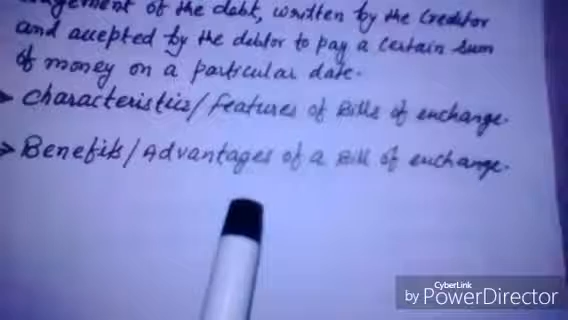 ngement of the debt, written by the Creditor
and accepted by the debtor to pay a Certain Sum
of money on a particular date.
➤ Characteristics/features of Bills of exchange.
➤ Benefits/Advantages of a Bill of exchange.
CyberLink
by PowerDirector